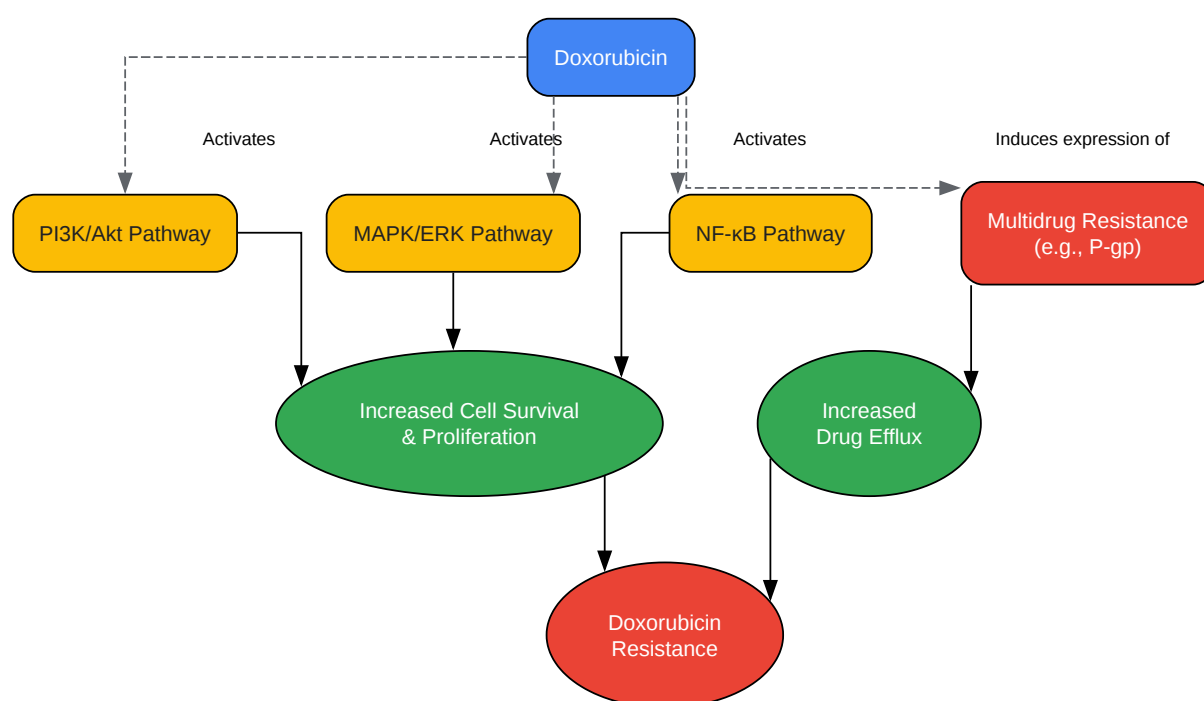 Doxorubicin
Activates
Activates
Activates
Induces expression of
PI3K/Akt Pathway
MAPK/ERK Pathway
NF-κB Pathway
Multidrug Resistance
(e.g., P-gp)
Increased Cell Survival
& Proliferation
Increased
Drug Efflux
Doxorubicin
Resistance